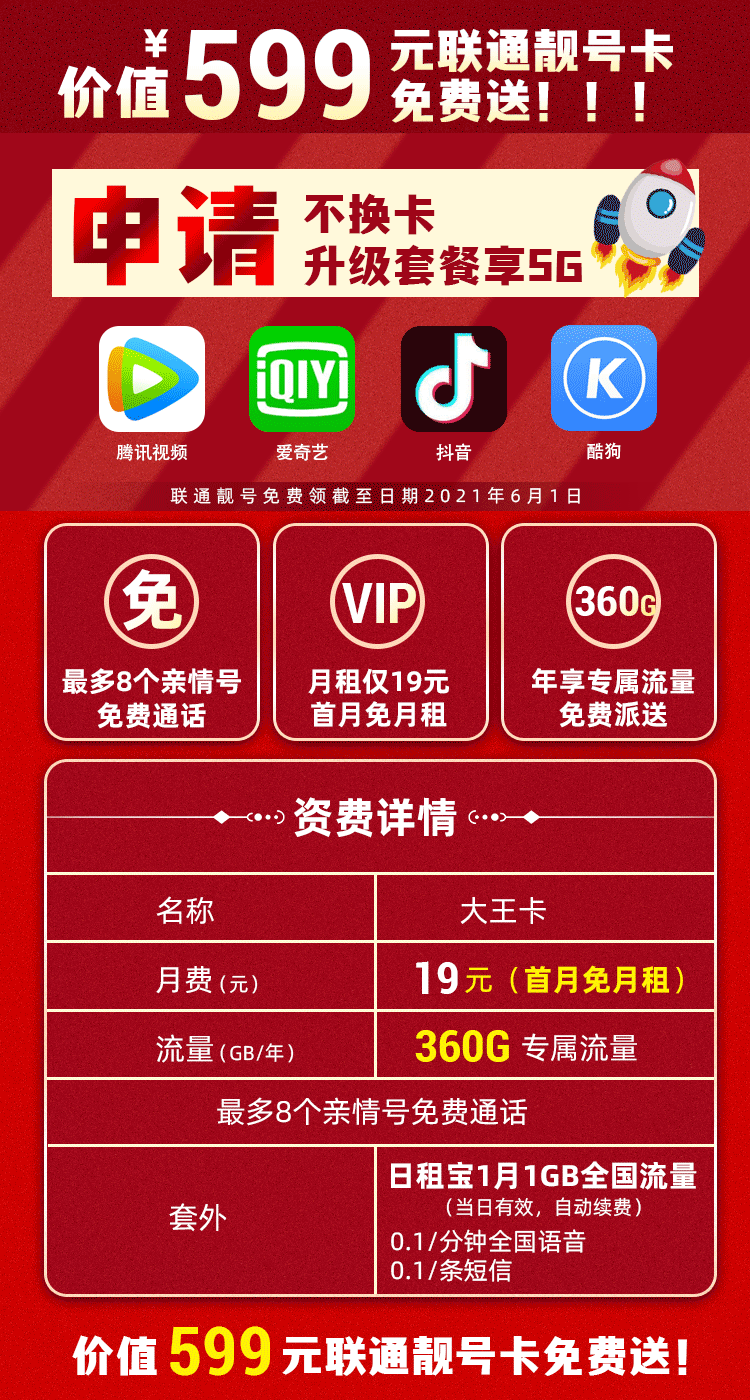 价值¥599元联通靓号卡
免费送！！！
申请
不换卡
升级套餐享5G
iQIYI
K
腾讯视频 爱奇艺 抖音 酷狗
联通靓号免费领截至日期2021年6月1日
免
最多8个亲情号
免费通话
VIP
月租仅19元
首月免月租
360G
年享专属流量
免费派送
资费详情
名称 大王卡
月费(元) 19元（首月免月租）
流量(GB/年) 360G 专属流量
最多8个亲情号免费通话
套外
日租宝1月1GB全国流量
（当日有效，自动续费）
0.1/分钟全国语音
0.1/条短信
价值599元联通靓号卡免费送！